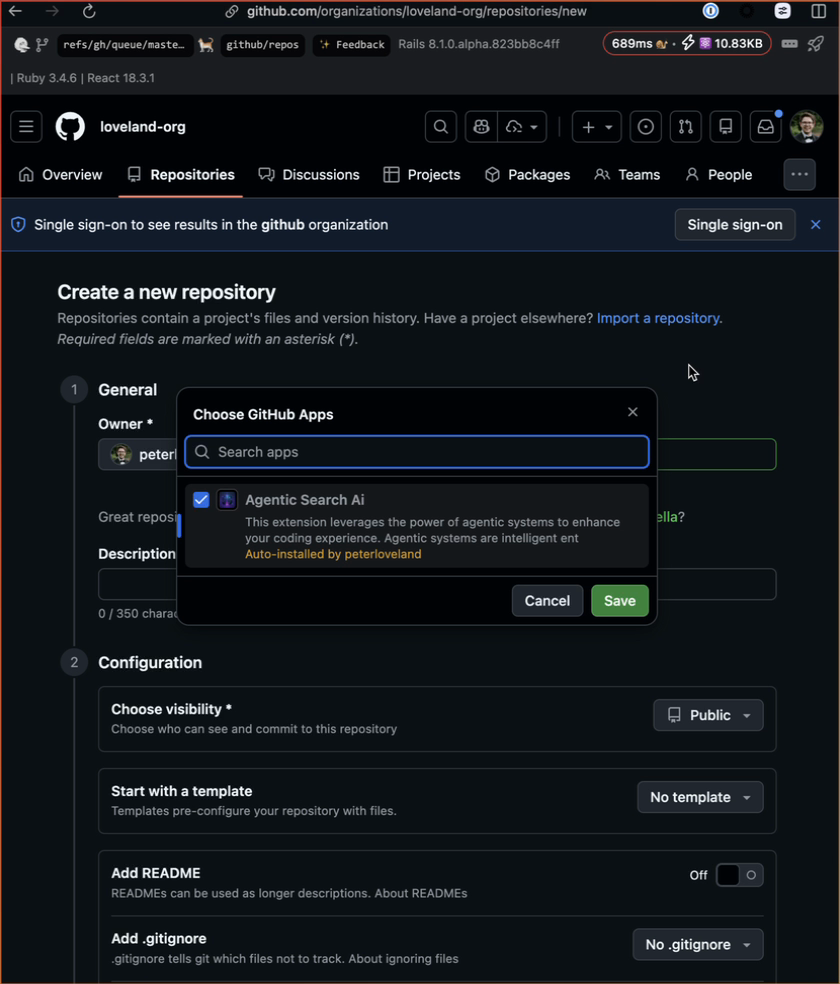 github.com/organizations/loveland-org/repositories/new
refs/gh/queue/maste… github/repos Feedback Rails 8.1.0.alpha.823bb8c4ff 689ms · 10.83KB
| Ruby 3.4.6 | React 18.3.1
loveland-org
Overview Repositories Discussions Projects Packages Teams People
Single sign-on to see results in the github organization Single sign-on
Create a new repository
Repositories contain a project's files and version history. Have a project elsewhere? Import a repository.
Required fields are marked with an asterisk (*).
1 General
Choose GitHub Apps
Owner *
Search apps
peterl
Agentic Search Ai
Great reposi
This extension leverages the power of agentic systems to enhance
ella?
your coding experience. Agentic systems are intelligent ent
Description
Auto-installed by peterloveland
Cancel Save
0 / 350 charac
2 Configuration
Choose visibility *
Public
Choose who can see and commit to this repository
Start with a template
No template
Templates pre-configure your repository with files.
Add README
Off
READMEs can be used as longer descriptions. About READMEs
Add .gitignore
No .gitignore
.gitignore tells git which files not to track. About ignoring files